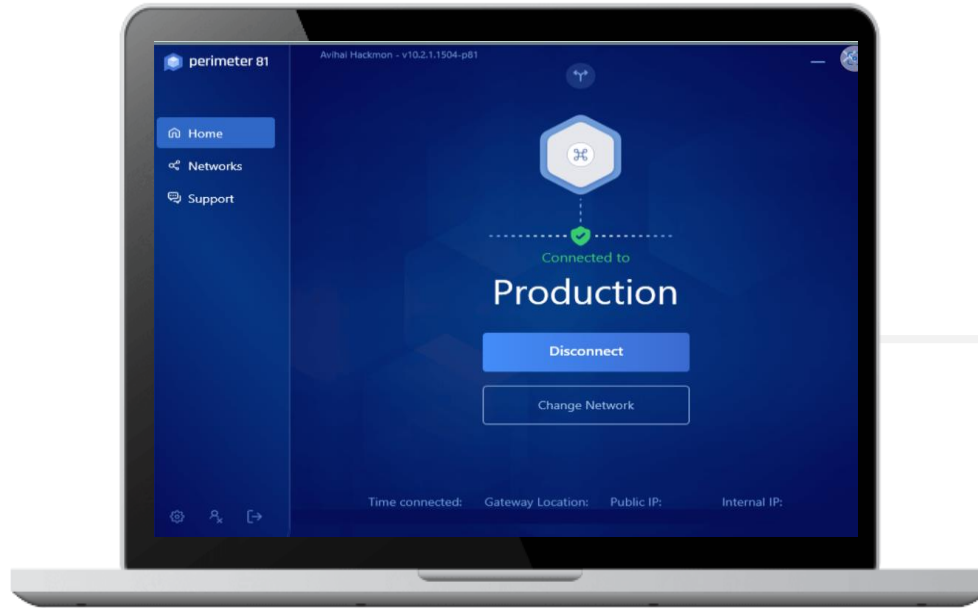 perimeter 81
Avihai Hackmon - v10.2.1.1504-p81
Home
Networks
Support
Connected to
Production
Disconnect
Change Network
Time connected: Gateway Location: Public IP: Internal IP: